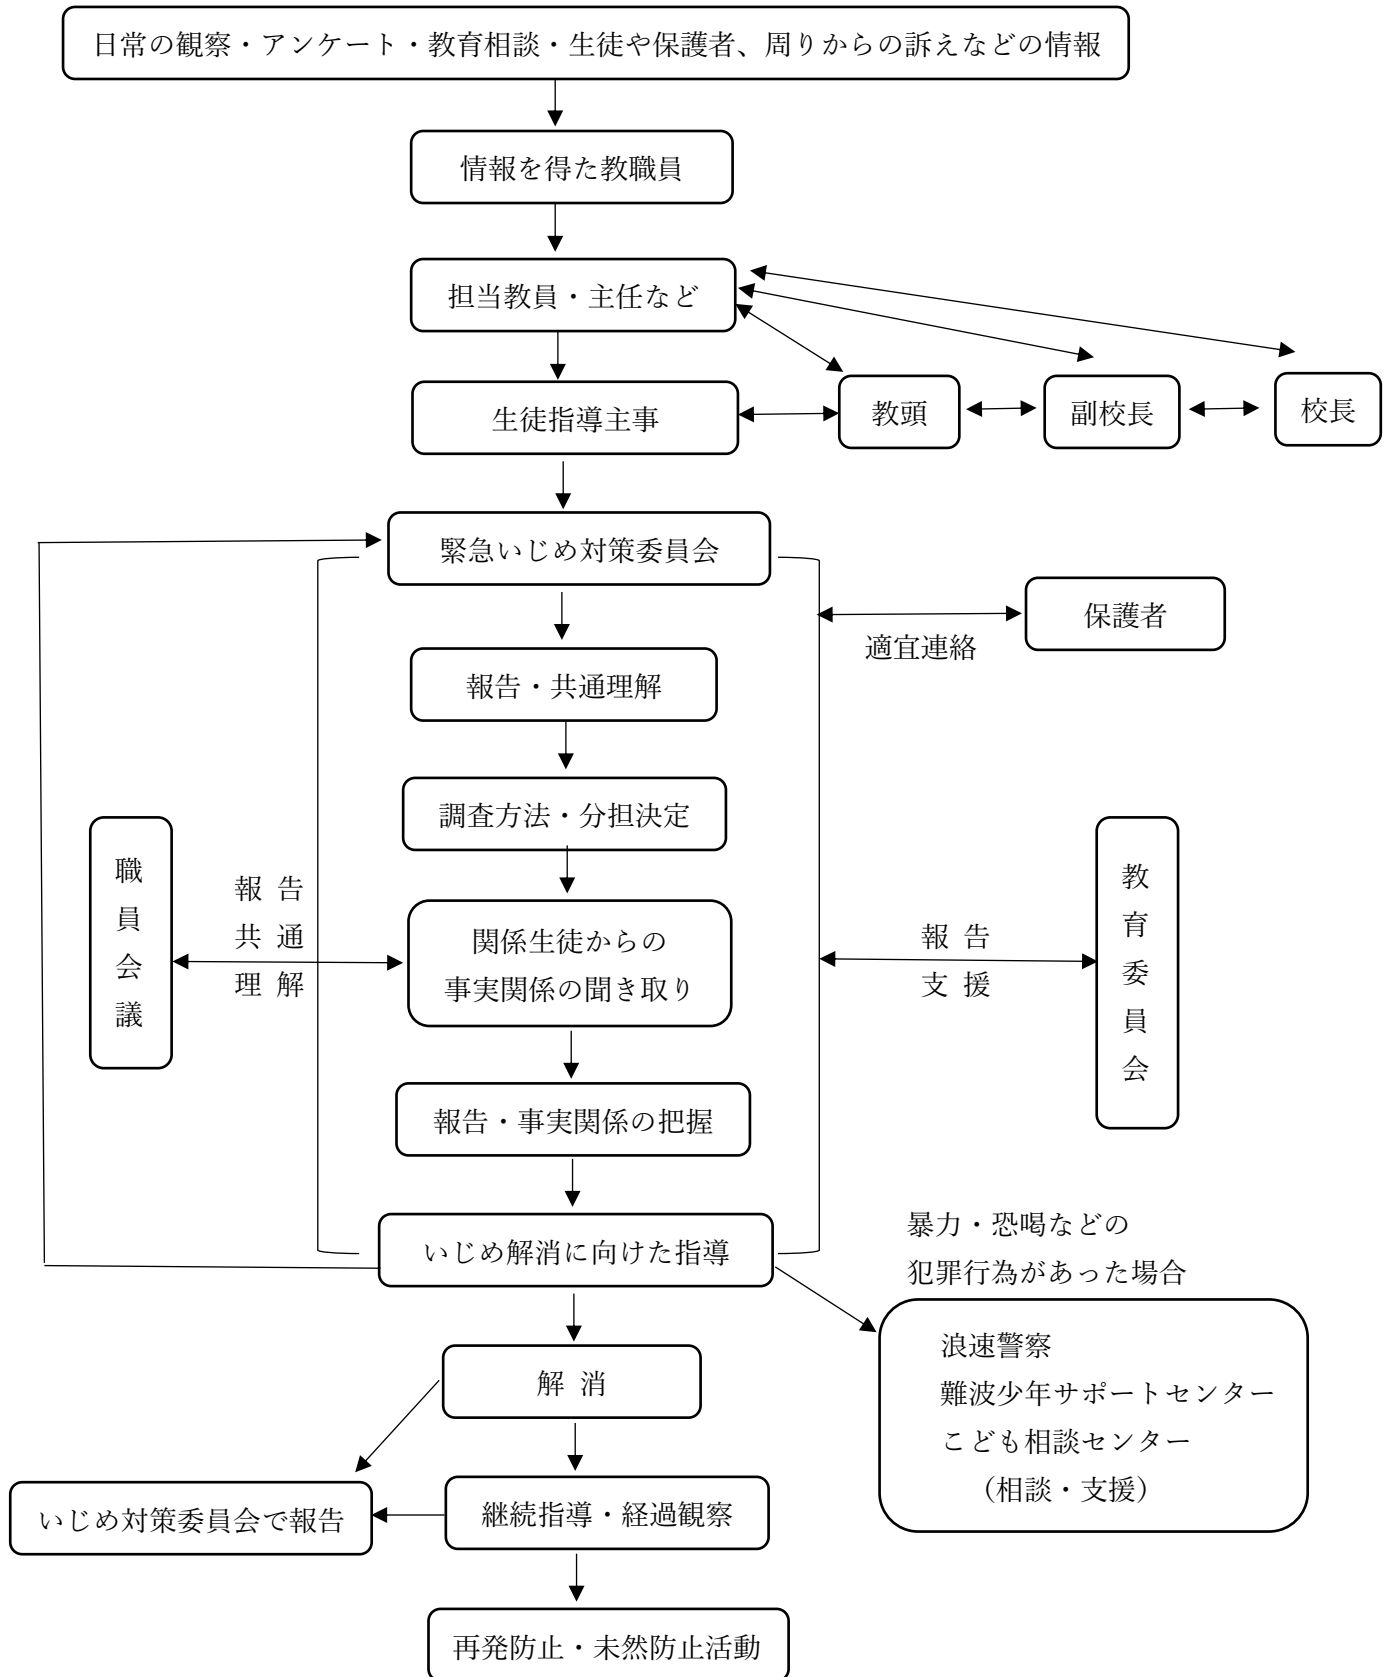 日常の観察・アンケート・教育相談・生徒や保護者、周りからの訴えなどの情報
情報を得た教職員
担当教員・主任など
生徒指導主事
教頭
副校長
校長
緊急いじめ対策委員会
保護者
適宜連絡
報告・共通理解
調査方法・分担決定
職員会議
報告
共通
理解
関係生徒からの
事実関係の聞き取り
報告
支援
教育委員会
報告・事実関係の把握
いじめ解消に向けた指導
暴力・恐喝などの
犯罪行為があった場合
浪速警察
難波少年サポートセンター
こども相談センター
（相談・支援）
解消
いじめ対策委員会で報告
継続指導・経過観察
再発防止・未然防止活動